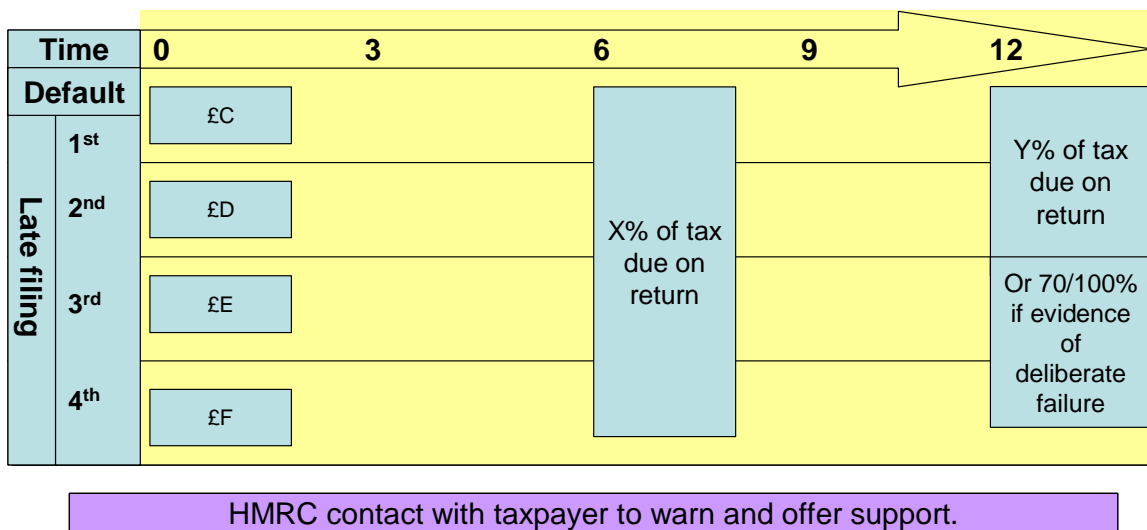 Time 0 3 6 9 12
Default
Late filing
1st
£C
2nd
£D
3rd
£E
4th
£F
X% of tax
due on
return
Y% of tax
due on
return
Or 70/100%
if evidence
of
deliberate
failure
HMRC contact with taxpayer to warn and offer support.